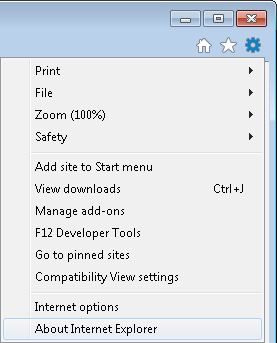 Print
File
Zoom (100%)
Safety
Add site to Start menu
View downloads Ctrl+J
Manage add-ons
F12 Developer Tools
Go to pinned sites
Compatibility View settings
Internet options
About Internet Explorer